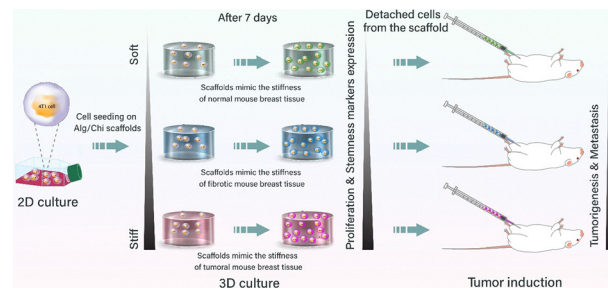 After 7 days
Detached cells
from the scaffold
Soft
Scaffolds mimic the stiffness
of normal mouse breast tissue
4T1 cell
Cell seeding on
Alg/Chi scaffolds
2D culture
Scaffolds mimic the stiffness
of fibrotic mouse breast tissue
Stiff
Scaffolds mimic the stiffness
of tumoral mouse breast tissue
3D culture
Proliferation & Stemness markers expression
Tumorigenesis & Metastasis
Tumor induction